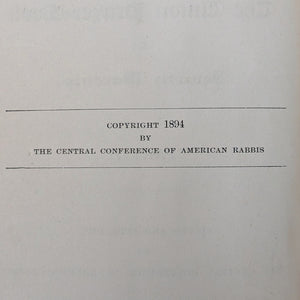 COPYRIGHT 1894
BY
THE CENTRAL CONFERENCE OF AMERICAN RABBIS